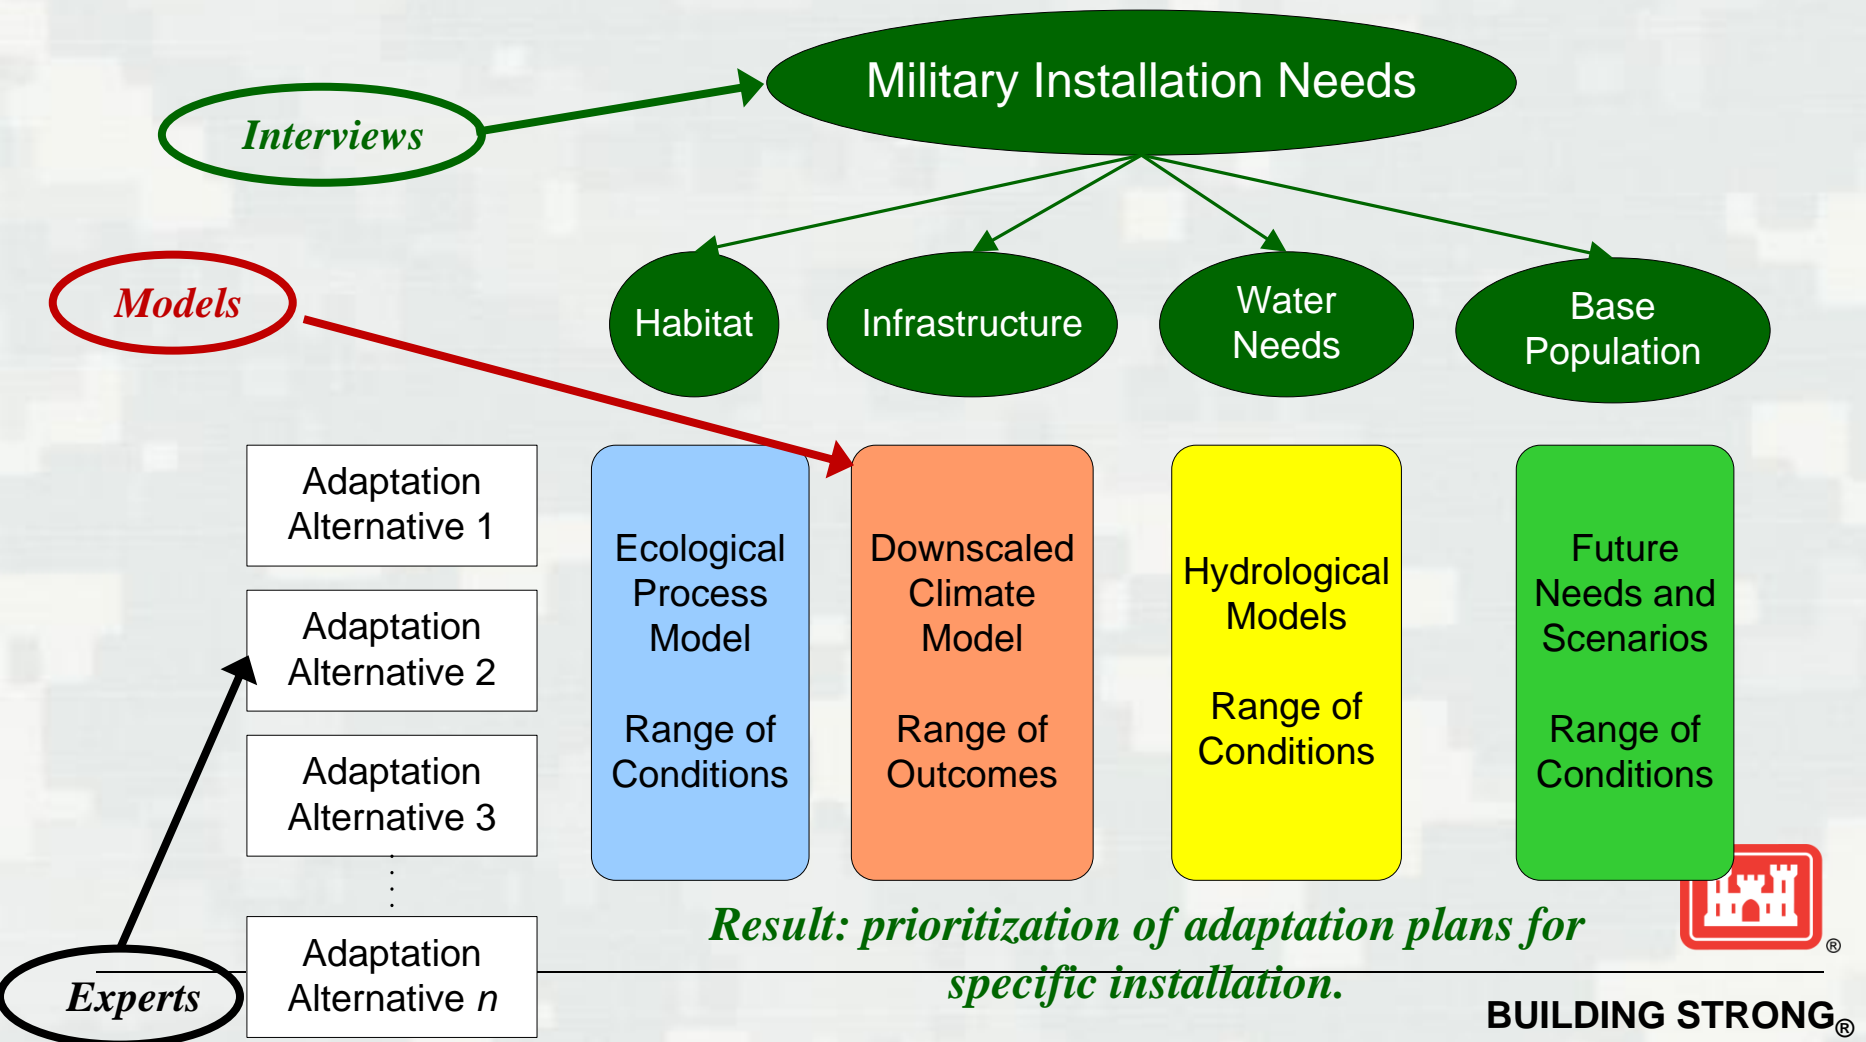 Military Installation Needs
Interviews
Models
Habitat
Infrastructure
Water
Needs
Base
Population
Adaptation
Alternative 1
Adaptation
Alternative 2
Adaptation
Alternative 3
Adaptation
Alternative n
Experts
Ecological
Process
Model
Range of
Conditions
Downscaled
Climate
Model
Range of
Outcomes
Hydrological
Models
Range of
Conditions
Future
Needs and
Scenarios
Range of
Conditions
Result: prioritization of adaptation plans for
specific installation.
®
BUILDING STRONG®